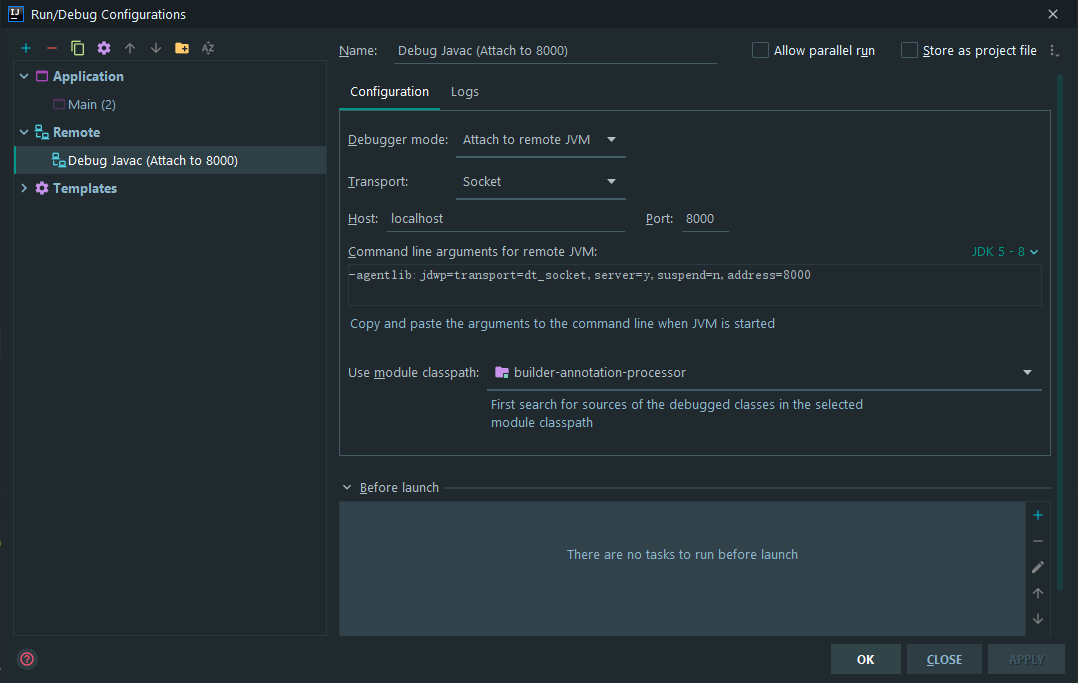 IJ Run/Debug Configurations
Name: Debug Javac (Attach to 8000) Allow parallel run Store as project file
Application
Main (2)
Remote
Debug Javac (Attach to 8000)
Templates
Configuration Logs
Debugger mode: Attach to remote JVM
Transport: Socket
Host: localhost Port: 8000
Command line arguments for remote JVM: JDK 5 - 8
-agentlib:jdwp=transport=dt_socket,server=y,suspend=n,address=8000
Copy and paste the arguments to the command line when JVM is started
Use module classpath: builder-annotation-processor
First search for sources of the debugged classes in the selected
module classpath
Before launch
There are no tasks to run before launch
OK CLOSE APPLY